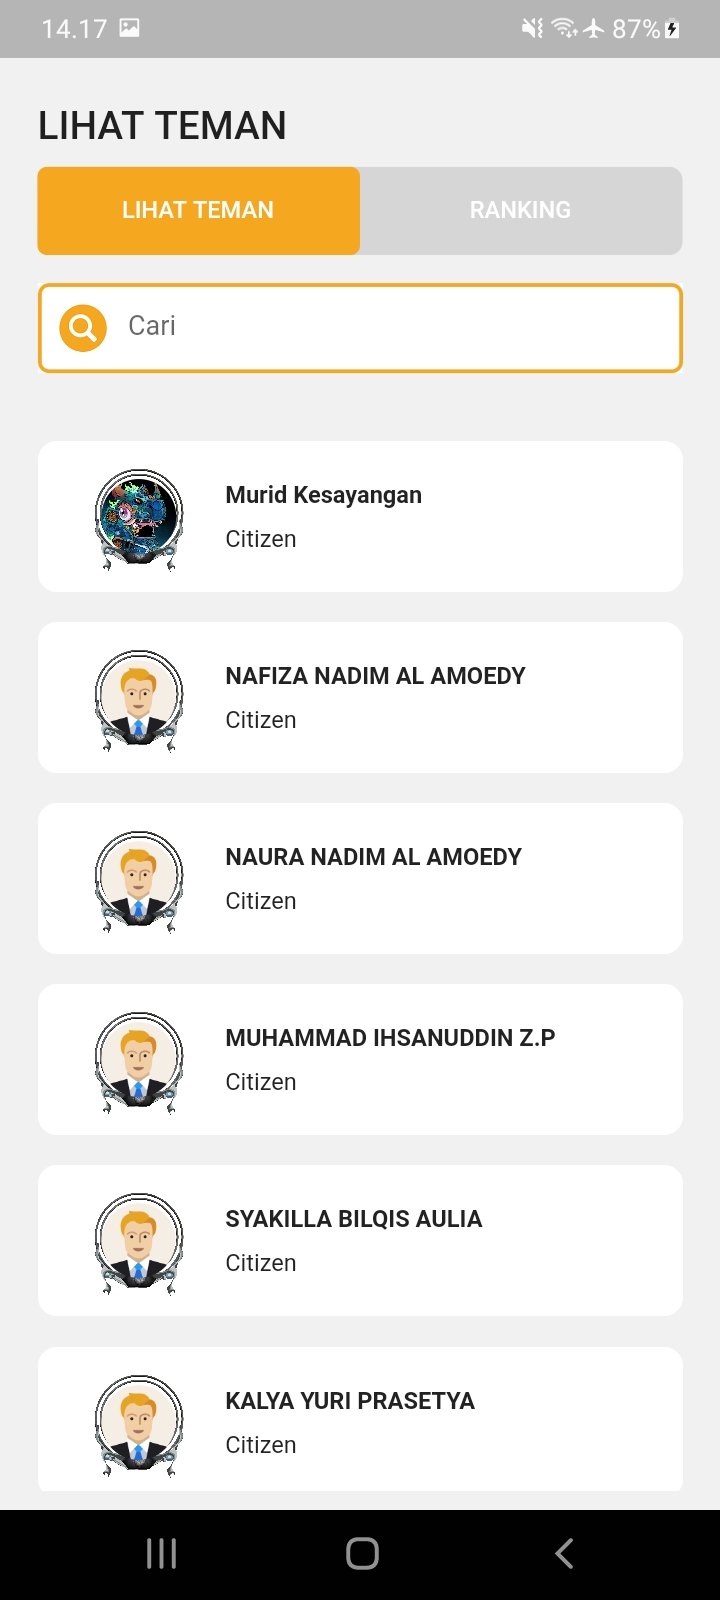 14.17
87%
LIHAT TEMAN
LIHAT TEMAN
RANKING
Cari
Murid Kesayangan
Citizen
NAFIZA NADIM AL AMOEDY
Citizen
NAURA NADIM AL AMOEDY
Citizen
MUHAMMAD IHSANUDDIN Z.P
Citizen
SYAKILLA BILQIS AULIA
Citizen
KALYA YURI PRASETYA
Citizen